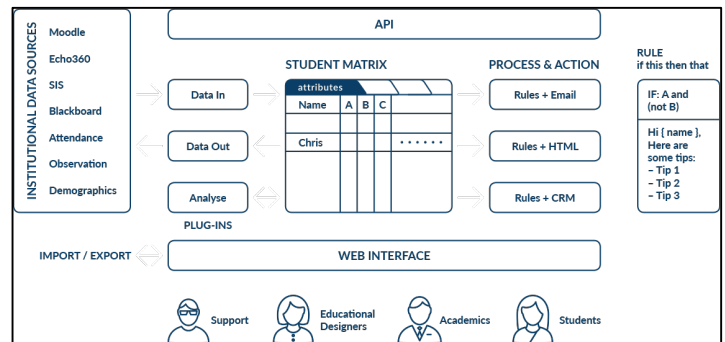 INSTITUTIONAL DATA SOURCES
Moodle
Echo360
SIS
Blackboard
Attendance
Observation
Demographics
API
STUDENT MATRIX
attributes
Name A B C
Chris
Data In
Data Out
Analyse
PLUG-INS
PROCESS & ACTION
Rules + Email
Rules + HTML
Rules + CRM
RULE
if this then that
IF: A and
(not B)
Hi { name },
Here are
some tips:
– Tip 1
– Tip 2
– Tip 3
IMPORT / EXPORT
WEB INTERFACE
Support
Educational
Designers
Academics
Students